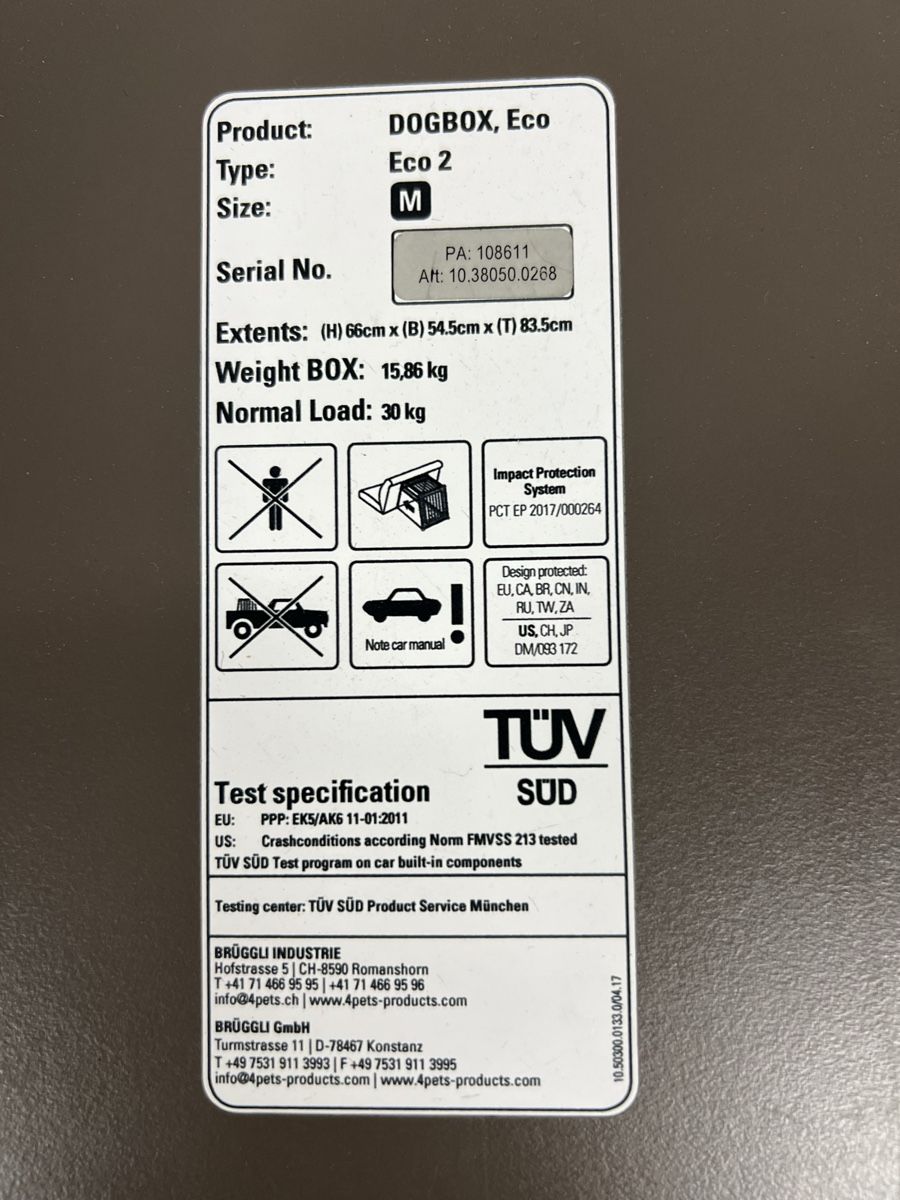 Product: DOGBOX, Eco
Type: Eco 2
Size: M
Serial No.
PA: 108611
Aft: 10.38050.0268
Extents: (H) 66cm x (B) 54.5cm x (T) 83.5cm
Weight BOX: 15,86 kg
Normal Load: 30 kg
Impact Protection
System
PCT EP 2017/000264
Note car manual !
Design protected:
EU, CA, BR, CN, IN,
RU, TW, ZA
US, CH, JP
DM/093 172
TÜV
SÜD
Test specification
EU: PPP: EK5/AK6 11-01:2011
US: Crashconditions according Norm FMVSS 213 tested
TÜV SÜD Test program on car built-in components
Testing center: TÜV SÜD Product Service München
BRÜGGLI INDUSTRIE
Hofstrasse 5 | CH-8590 Romanshorn
T +41 71 466 95 95 | +41 71 466 95 96
info@4pets.ch | www.4pets-products.com
BRÜGGLI GmbH
Turmstrasse 11 | D-78467 Konstanz
T +49 7531 911 3993 | F +49 7531 911 3995
info@4pets-products.com | www.4pets-products.com
10.50300.0133.0/04.17